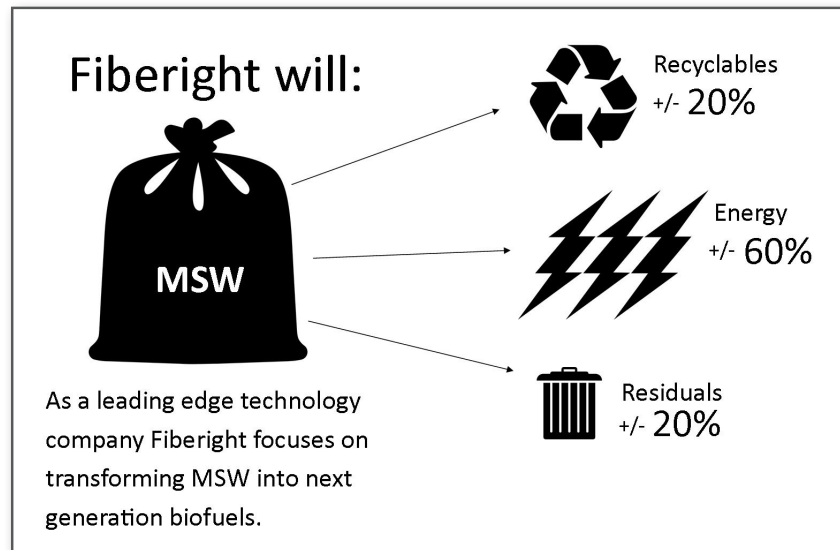 Fiberight will:
MSW
As a leading edge technology
company Fiberight focuses on
transforming MSW into next
generation biofuels.
Recyclables
+/- 20%
Energy
+/- 60%
Residuals
+/- 20%